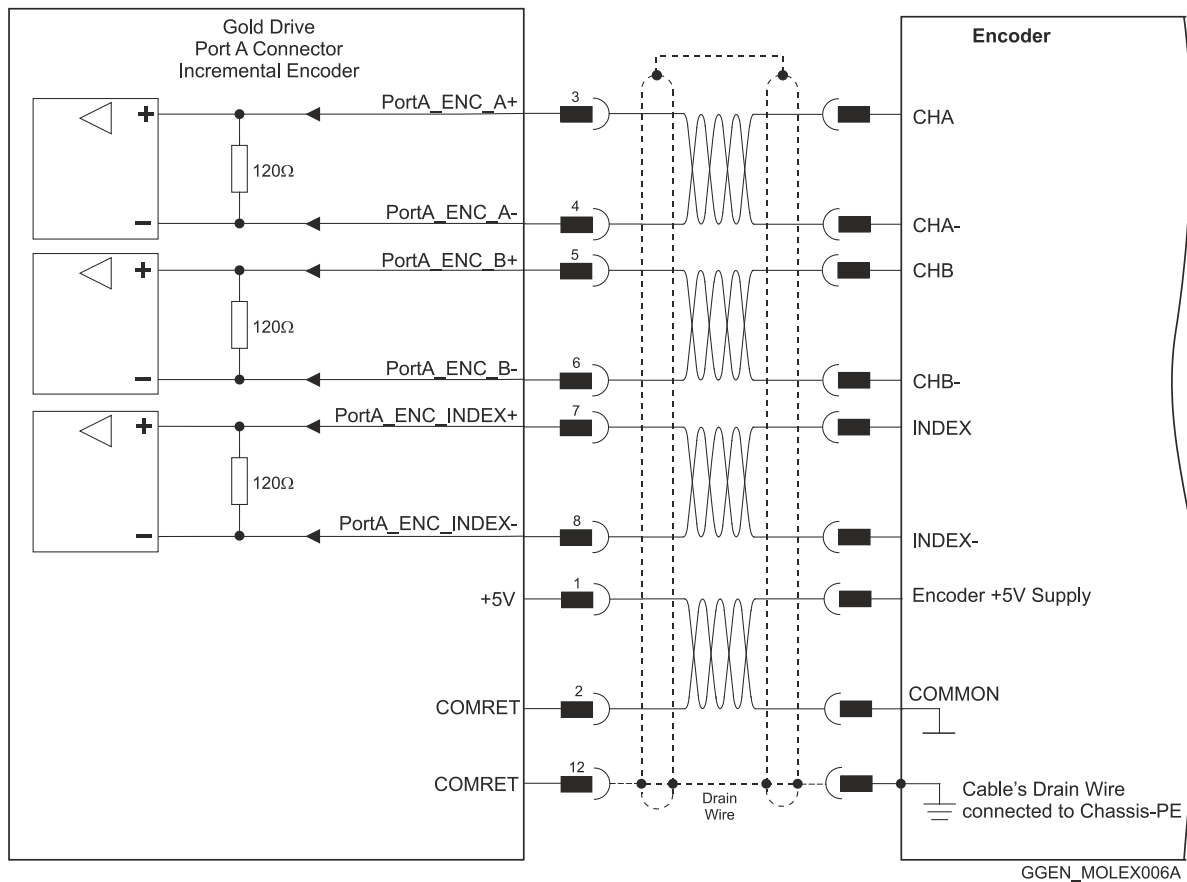 Gold Drive
Port A Connector
Incremental Encoder
Encoder
+
PortA_ENC_A+
3
CHA
120Ω
-
PortA_ENC_A-
4
CHA-
+
PortA_ENC_B+
5
CHB
120Ω
-
PortA_ENC_B-
6
CHB-
+
PortA_ENC_INDEX+
7
INDEX
120Ω
-
PortA_ENC_INDEX-
8
INDEX-
+5V
1
Encoder +5V Supply
COMRET
2
COMMON
COMRET
12
Drain
Wire
Cable's Drain Wire
connected to Chassis-PE
GGEN_MOLEX006A